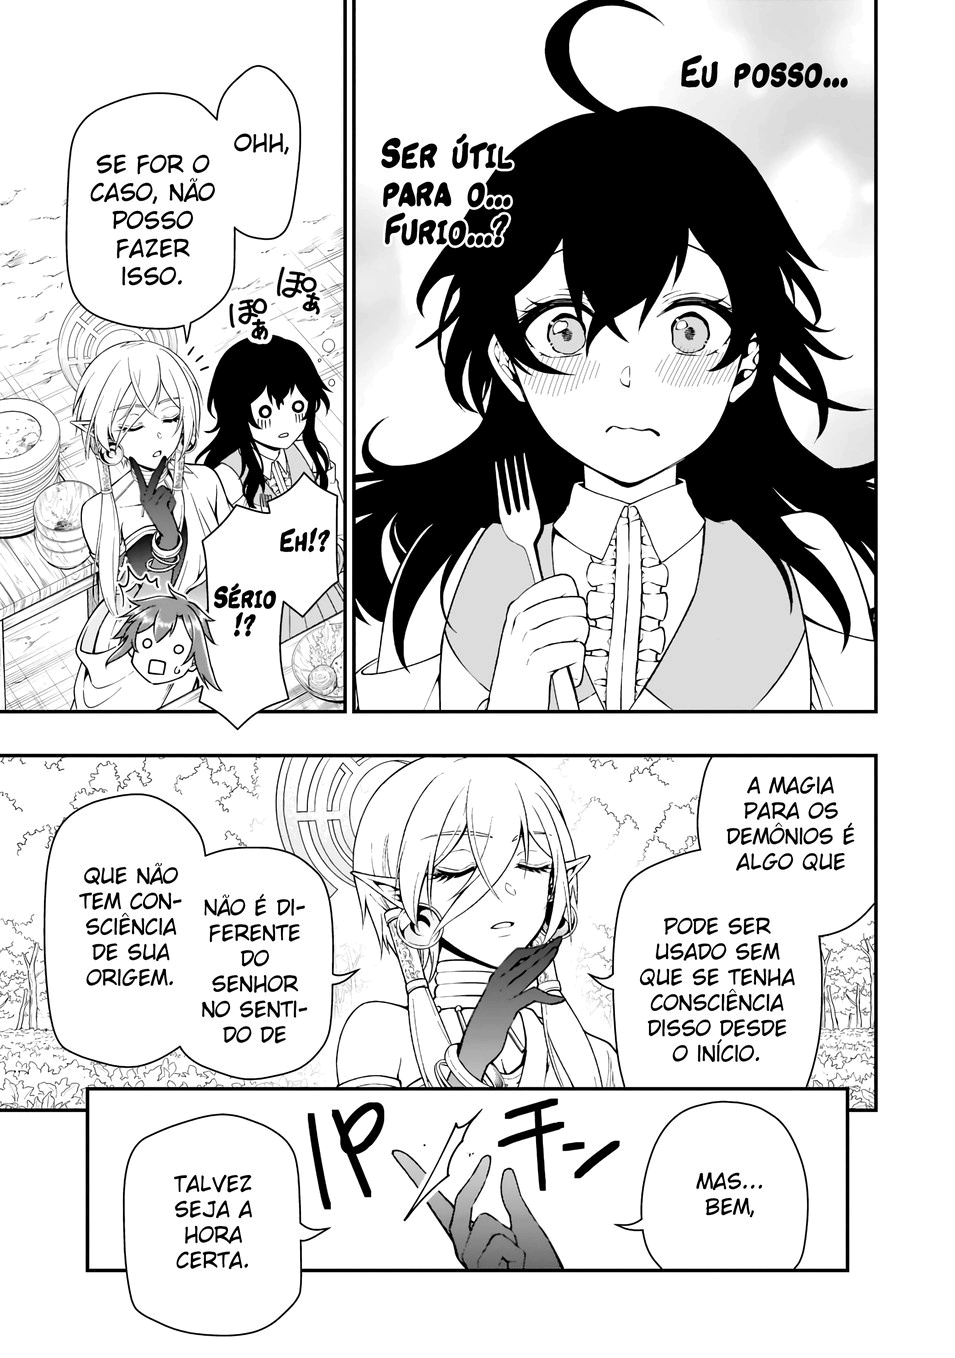 EU POSSO...
SER ÚTIL
PARA O...
FURIO...?
OHH,
SE FOR O
CASO, NÃO
POSSO
FAZER
ISSO.
ぽぁ
ぽぁ
EH!?
SÉRIO
!?
A MAGIA
PARA OS
DEMÔNIOS É
ALGO QUE
PODE SER
USADO SEM
QUE SE TENHA
CONSCIÊNCIA
DISSO DESDE
O INÍCIO.
NÃO É DI-
FERENTE
DO
SENHOR
NO SENTI-
DO DE
QUE NÃO
TEM CON-
SCIÊNCIA
DE SUA
ORIGEM.
MAS...
BEM,
パチン
TALVEZ
SEJA A
HORA
CERTA.